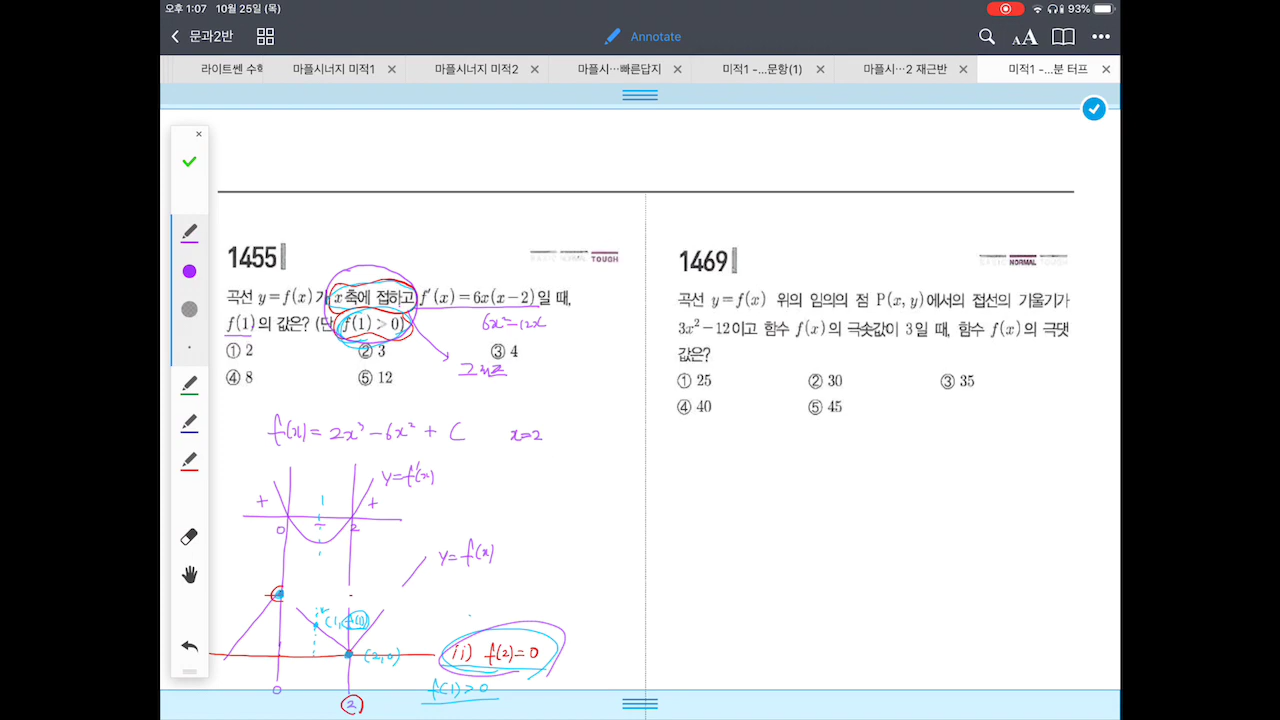 오후 1:07 10월 25일 (목)
93%
문과2반
Annotate
AA
라이트쎈 수학
마플시너지 미적1
마플시너지 미적2
마플시…빠른답지
미적1 -...문항(1)
마플시…2 재근반
미적1 -...분 터프
1455
TOUGH
곡선 y=f(x)가 x축에 접하고 f′(x)=6x(x−2)일 때,
f(1)의 값은? (단 f(1)>0)
6x²−12x
① 2 ② 3 ③ 4
④ 8 ⑤ 12
f(x)= 2x³ −6x² + C x=2
y=f′(x)
+ 1 +
0 − 2
y=f(x)
(1, f(1))
(2,0)
ii) f(2)=0
f(1)>0
0
2
1469
BASIC NORMAL TOUGH
곡선 y=f(x) 위의 임의의 점 P(x, y)에서의 접선의 기울기가
3x²−12이고 함수 f(x)의 극솟값이 3일 때, 함수 f(x)의 극댓
값은?
① 25 ② 30 ③ 35
④ 40 ⑤ 45